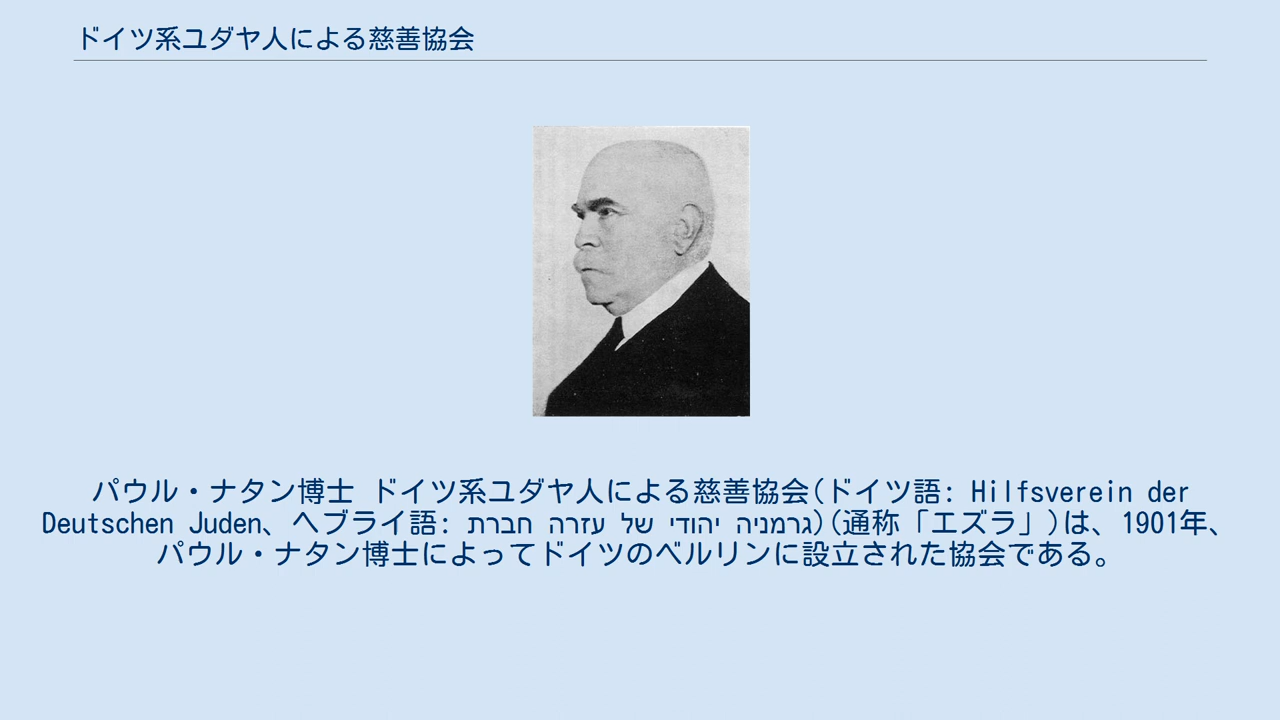 ドイツ系ユダヤ人による慈善協会
パウル・ナタン博士 ドイツ系ユダヤ人による慈善協会(ドイツ語: Hilfsverein der
Deutschen Juden、ヘブライ語: חברת עזרה של יהודי גרמניה)(通称「エズラ」)は、1901年、
パウル・ナタン博士によってドイツのベルリンに設立された協会である。